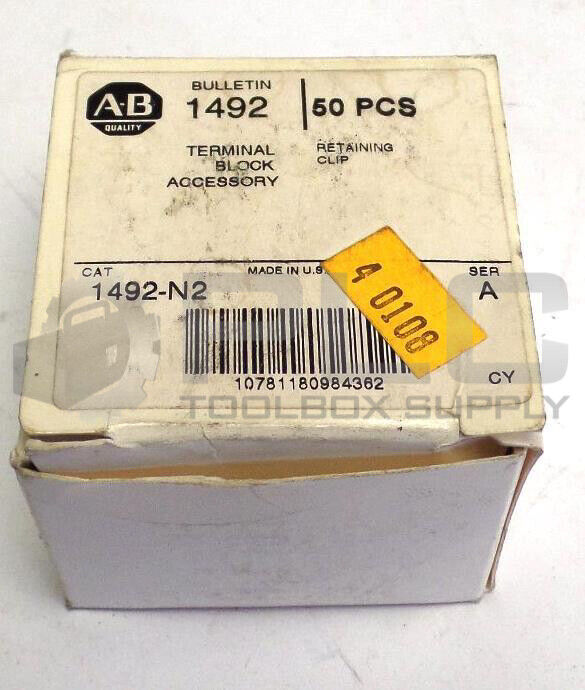 A-B
QUALITY
BULLETIN
1492
50 PCS
TERMINAL
BLOCK
ACCESSORY
RETAINING
CLIP
CAT
MADE IN U.S.
SER
1492-N2
A
4 0108
10781180984362
CY
PLC
TOOLBOX SUPPLY